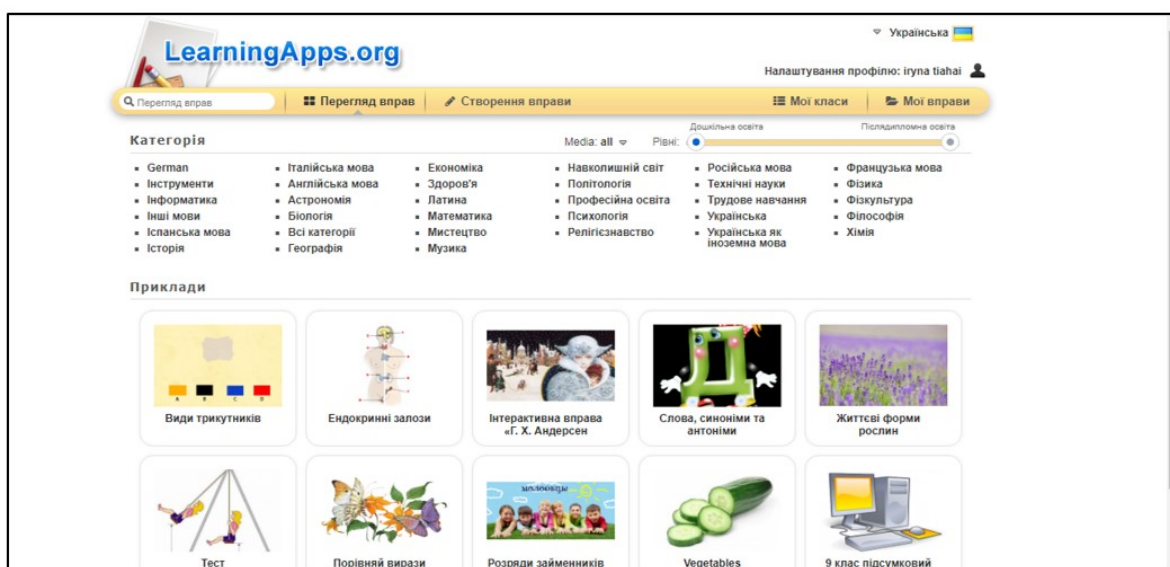 Українська
LearningApps.org
Налаштування профілю: iryna tiahai
Перегляд вправ
Перегляд вправ
Створення вправи
Мої класи
Мої вправи
Дошкільна освіта
Післядипломна освіта
Категорія
Media: all
Рівні:
German
Інструменти
Інформатика
Інші мови
Іспанська мова
Історія
Італійська мова
Англійська мова
Астрономія
Біологія
Всі категорії
Географія
Економіка
Здоров'я
Латина
Математика
Мистецтво
Музика
Навколишній світ
Політологія
Професійна освіта
Психологія
Релігієзнавство
Російська мова
Технічні науки
Трудове навчання
Українська
Українська як
іноземна мова
Французька мова
Фізика
Фізкультура
Філософія
Хімія
Приклади
A B C D
Види трикутників
Ендокринні залози
Інтерактивна вправа
«Г. Х. Андерсен
Д
Слова, синоніми та
антоніми
Життєві форми
рослин
Тест
Порівняй вирази
молодцы
Розряди займенників
Vegetables
9 клас підсумковий